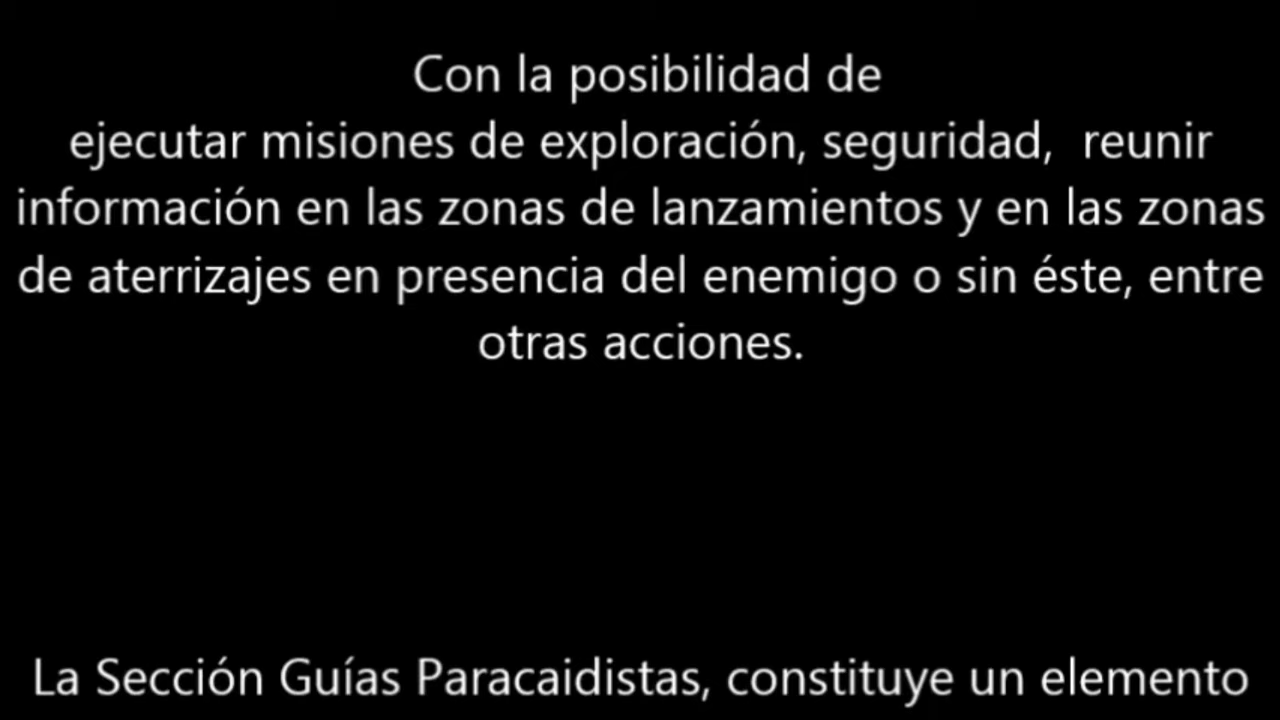 Con la posibilidad de
ejecutar misiones de exploración, seguridad,  reunir
información en las zonas de lanzamientos y en las zonas
de aterrizajes en presencia del enemigo o sin éste, entre
otras acciones.
La Sección Guías Paracaidistas, constituye un elemento